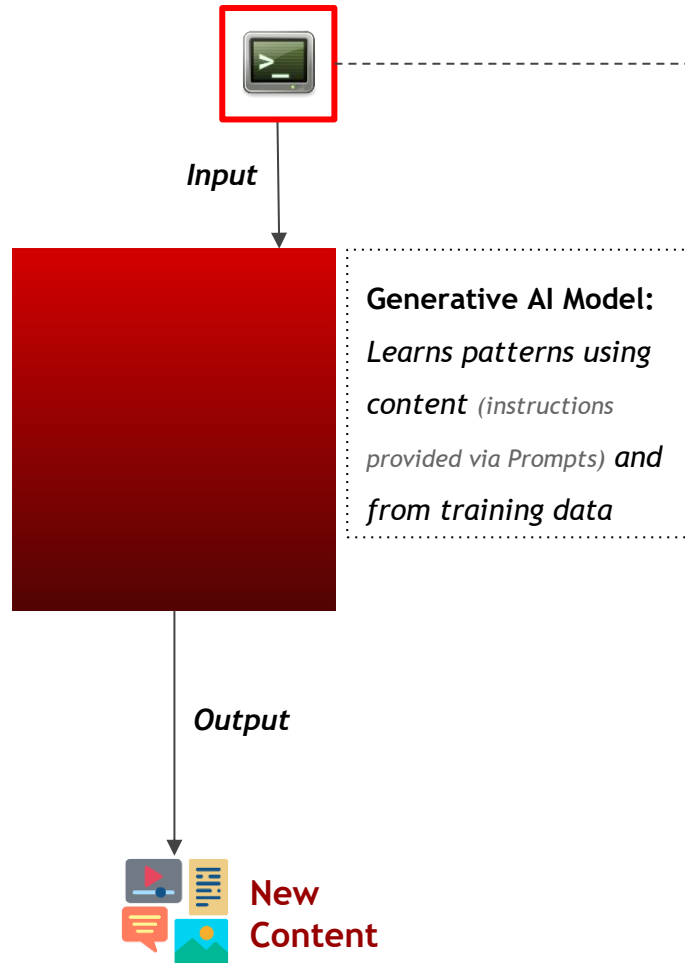 >_
Input
Generative AI Model:
Learns patterns using
content (instructions
provided via Prompts) and
from training data
Output
New
Content